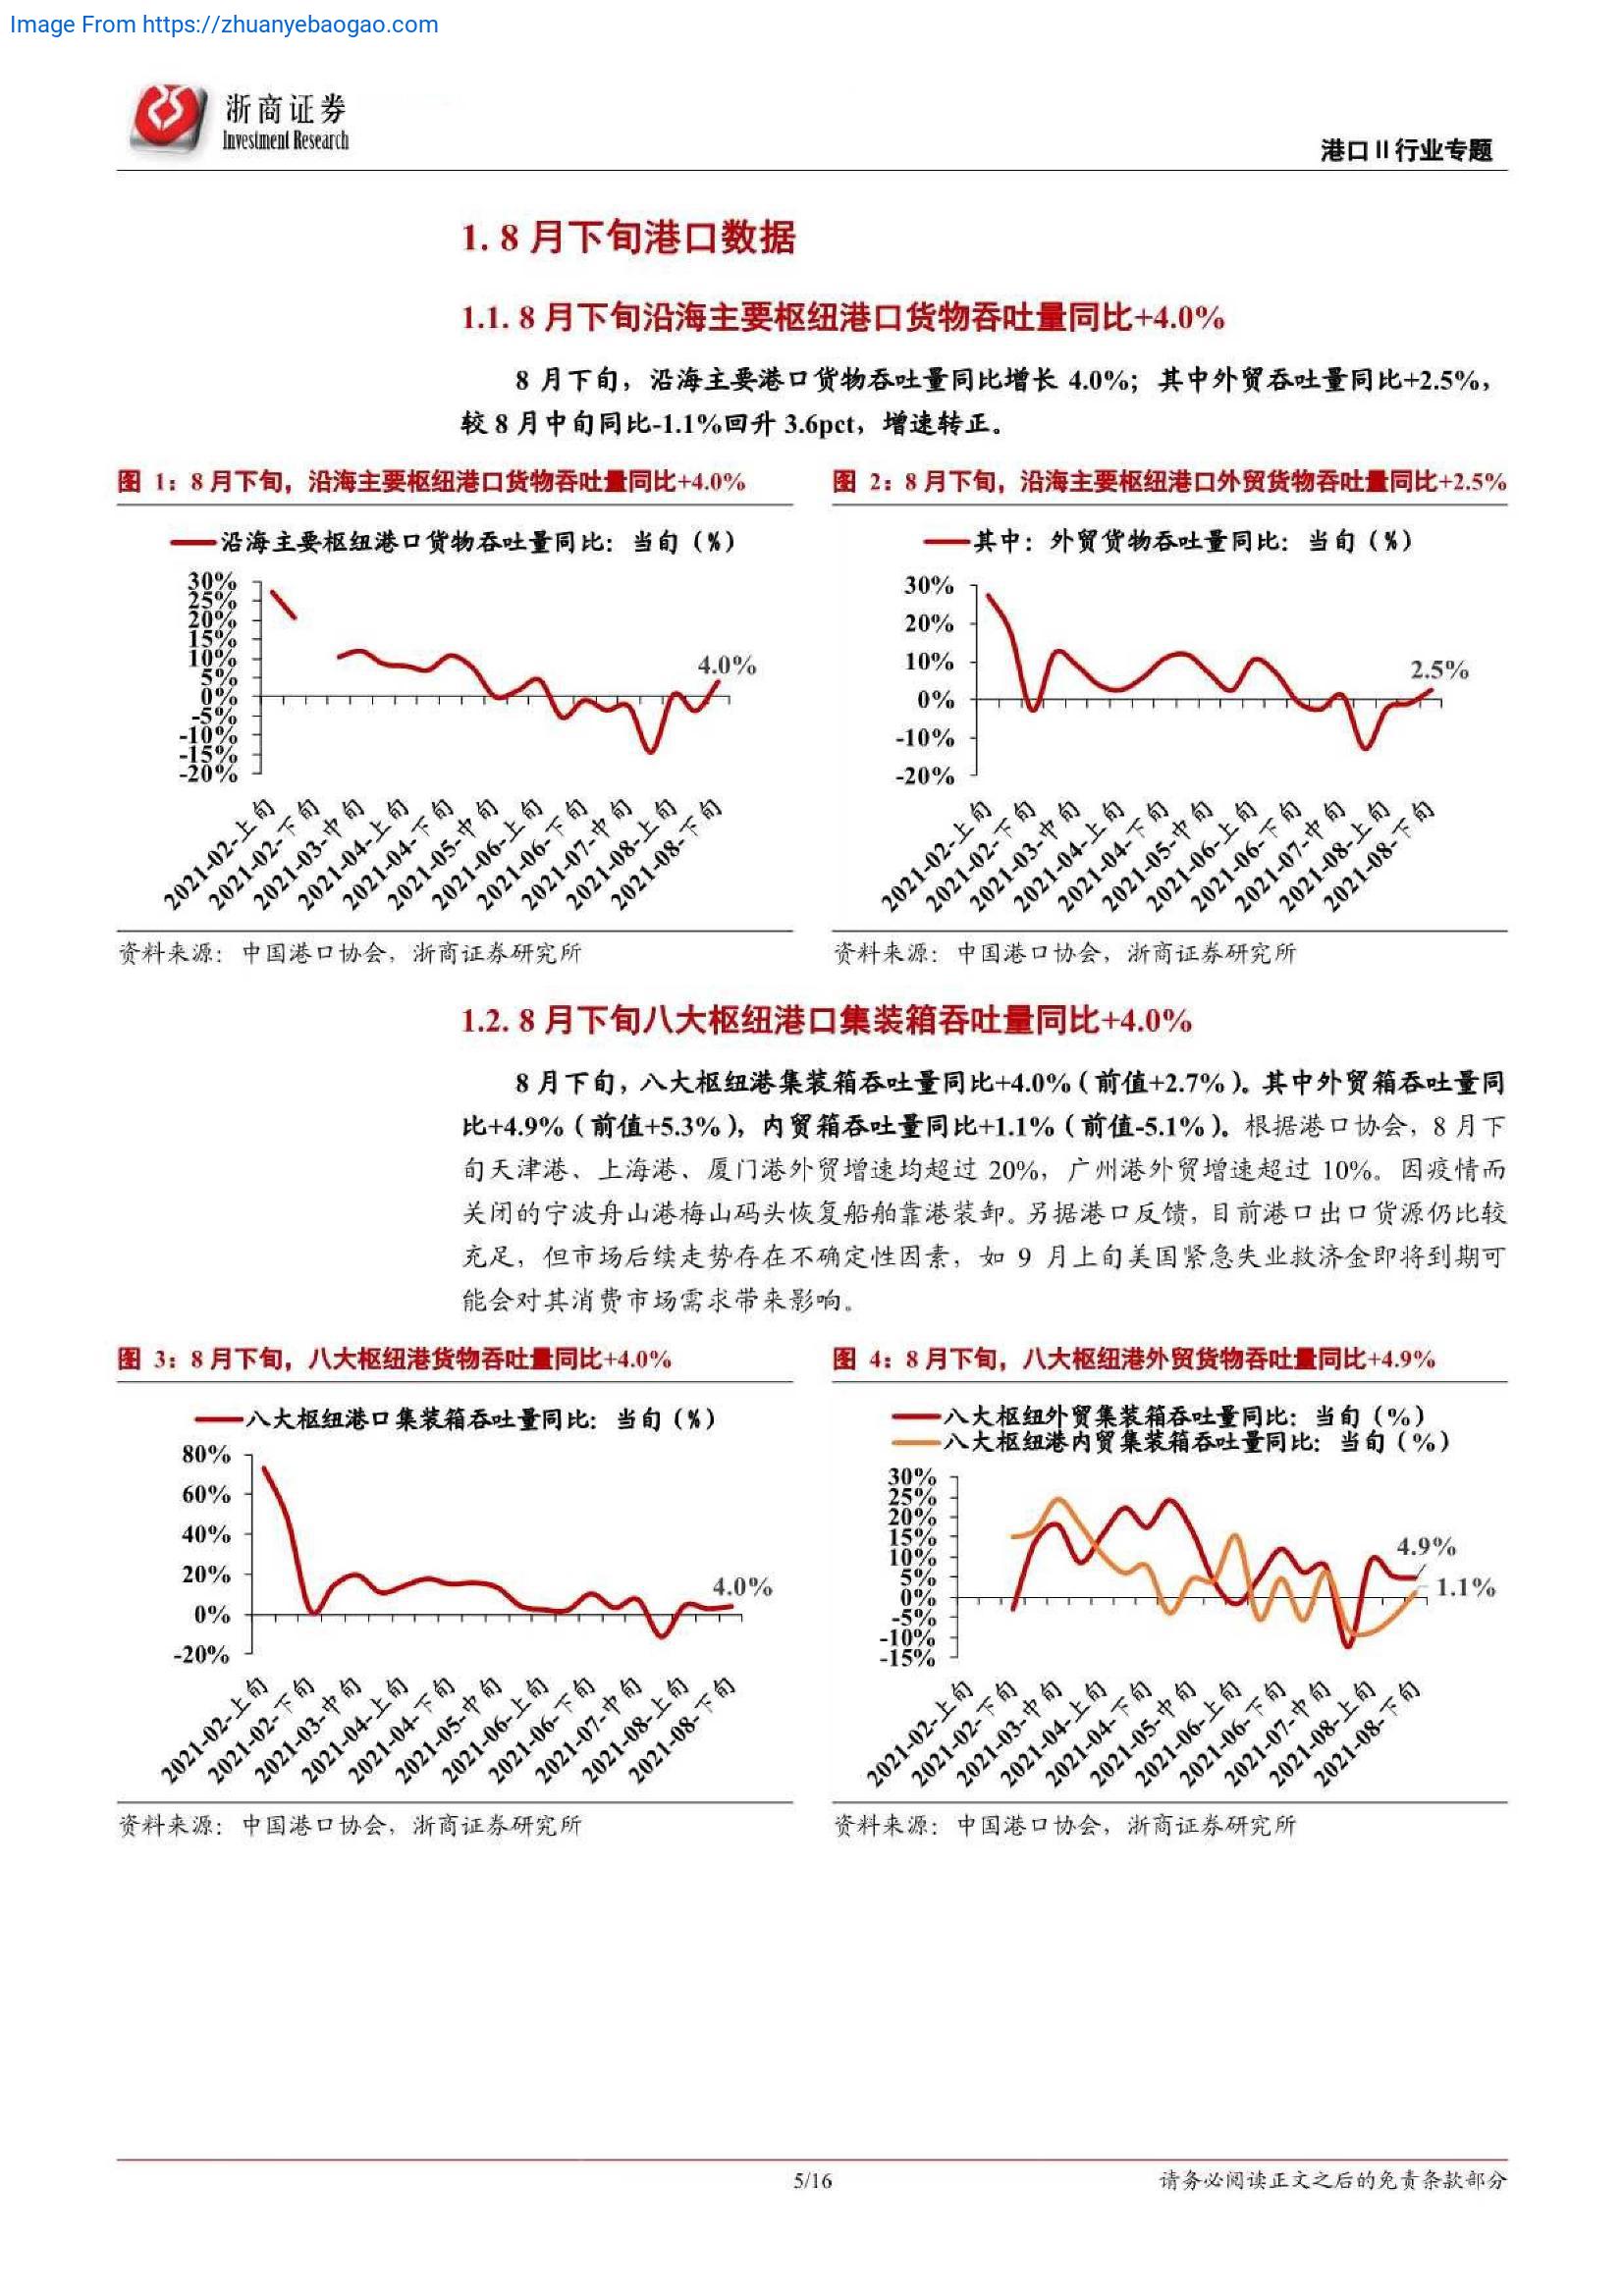 Image From https://zhuanyebaogao.com
浙商证券
Investment Research
港口 II 行业专题
1. 8 月下旬港口数据
1.1. 8 月下旬沿海主要枢纽港口货物吞吐量同比+4.0%
8 月下旬，沿海主要港口货物吞吐量同比增长 4.0%；其中外贸吞吐量同比+2.5%，
较 8 月中旬同比-1.1%回升 3.6pct，增速转正。
图 1：8 月下旬，沿海主要枢纽港口货物吞吐量同比+4.0%
沿海主要枢纽港口货物吞吐量同比：当旬（%）
30%
25%
20%
15%
10%
5%
0%
-5%
-10%
-15%
-20%
4.0%
2021-02-上旬
2021-02-下旬
2021-03-中旬
2021-04-上旬
2021-04-下旬
2021-05-中旬
2021-06-上旬
2021-06-下旬
2021-07-中旬
2021-08-上旬
2021-08-下旬
资料来源：中国港口协会，浙商证券研究所
图 2：8 月下旬，沿海主要枢纽港口外贸货物吞吐量同比+2.5%
其中：外贸货物吞吐量同比：当旬（%）
30%
20%
10%
0%
-10%
-20%
2.5%
2021-02-上旬
2021-02-下旬
2021-03-中旬
2021-04-上旬
2021-04-下旬
2021-05-中旬
2021-06-上旬
2021-06-下旬
2021-07-中旬
2021-08-上旬
2021-08-下旬
资料来源：中国港口协会，浙商证券研究所
1.2. 8 月下旬八大枢纽港口集装箱吞吐量同比+4.0%
8 月下旬，八大枢纽港集装箱吞吐量同比+4.0%（前值+2.7%）。其中外贸箱吞吐量同
比+4.9%（前值+5.3%），内贸箱吞吐量同比+1.1%（前值-5.1%）。根据港口协会，8 月下
旬天津港、上海港、厦门港外贸增速均超过 20%，广州港外贸增速超过 10%。因疫情而
关闭的宁波舟山港梅山码头恢复船舶靠港装卸。另据港口反馈，目前港口出口货源仍比较
充足，但市场后续走势存在不确定性因素，如 9 月上旬美国紧急失业救济金即将到期可
能会对其消费市场需求带来影响。
图 3：8 月下旬，八大枢纽港货物吞吐量同比+4.0%
八大枢纽港口集装箱吞吐量同比：当旬（%）
80%
60%
40%
20%
0%
-20%
4.0%
2021-02-上旬
2021-02-下旬
2021-03-中旬
2021-04-上旬
2021-04-下旬
2021-05-中旬
2021-06-上旬
2021-06-下旬
2021-07-中旬
2021-08-上旬
2021-08-下旬
资料来源：中国港口协会，浙商证券研究所
图 4：8 月下旬，八大枢纽港外贸货物吞吐量同比+4.9%
八大枢纽外贸集装箱吞吐量同比：当旬（%）
八大枢纽港内贸集装箱吞吐量同比：当旬（%）
30%
25%
20%
15%
10%
5%
0%
-5%
-10%
-15%
4.9%
1.1%
2021-02-上旬
2021-02-下旬
2021-03-中旬
2021-04-上旬
2021-04-下旬
2021-05-中旬
2021-06-上旬
2021-06-下旬
2021-07-中旬
2021-08-上旬
2021-08-下旬
资料来源：中国港口协会，浙商证券研究所
5/16
请务必阅读正文之后的免责条款部分